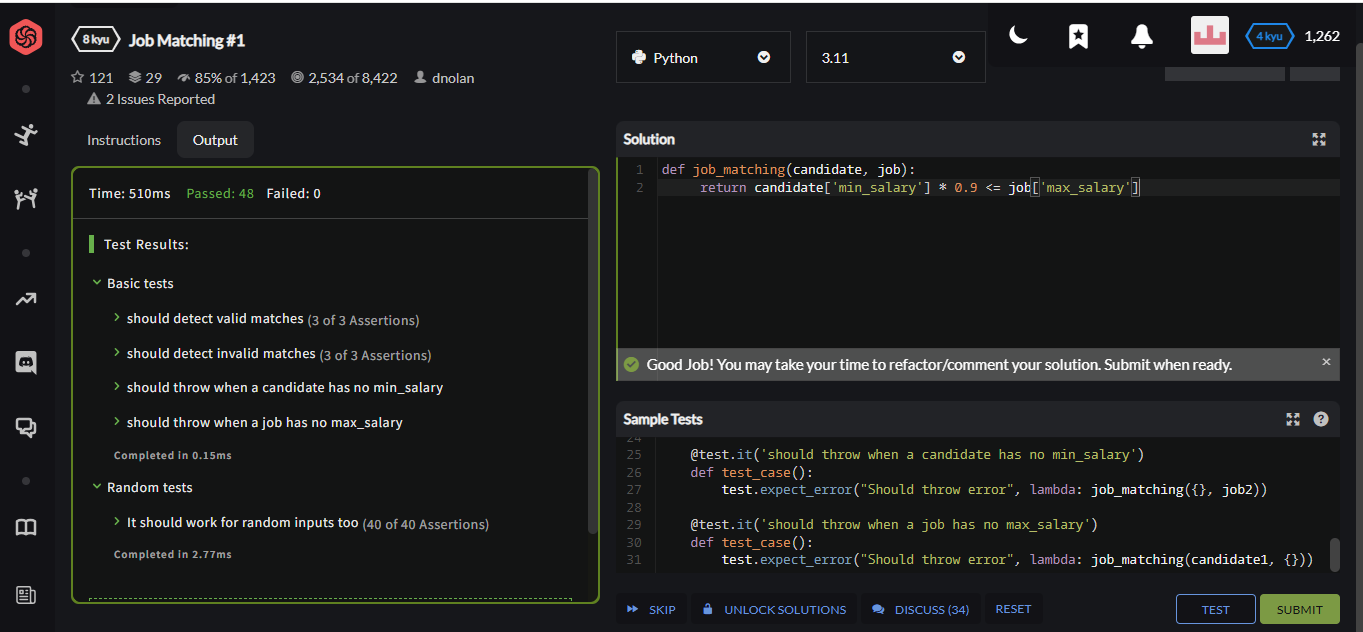 8 kyu Job Matching #1
121 29 85% of 1,423 2,534 of 8,422 dnolan
2 Issues Reported
Python
3.11
4 kyu 1,262
Instructions Output
Time: 510ms Passed: 48 Failed: 0
Test Results:
Basic tests
should detect valid matches (3 of 3 Assertions)
should detect invalid matches (3 of 3 Assertions)
should throw when a candidate has no min_salary
should throw when a job has no max_salary
Completed in 0.15ms
Random tests
It should work for random inputs too (40 of 40 Assertions)
Completed in 2.77ms
Solution
1 def job_matching(candidate, job):
2 return candidate['min_salary'] * 0.9 <= job['max_salary']
Good Job! You may take your time to refactor/comment your solution. Submit when ready. ×
Sample Tests ?
24
25 @test.it('should throw when a candidate has no min_salary')
26 def test_case():
27 test.expect_error("Should throw error", lambda: job_matching({}, job2))
28
29 @test.it('should throw when a job has no max_salary')
30 def test_case():
31 test.expect_error("Should throw error", lambda: job_matching(candidate1, {}))
SKIP UNLOCK SOLUTIONS DISCUSS (34) RESET TEST SUBMIT